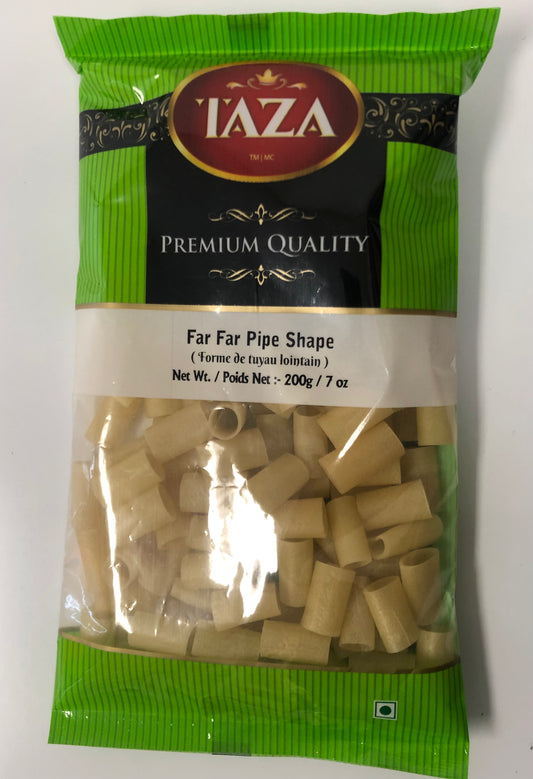 TAZA
TM | MC
PREMIUM QUALITY
Far Far Pipe Shape
( Forme de tuyau lointain )
Net Wt. / Poids Net :- 200g / 7 oz